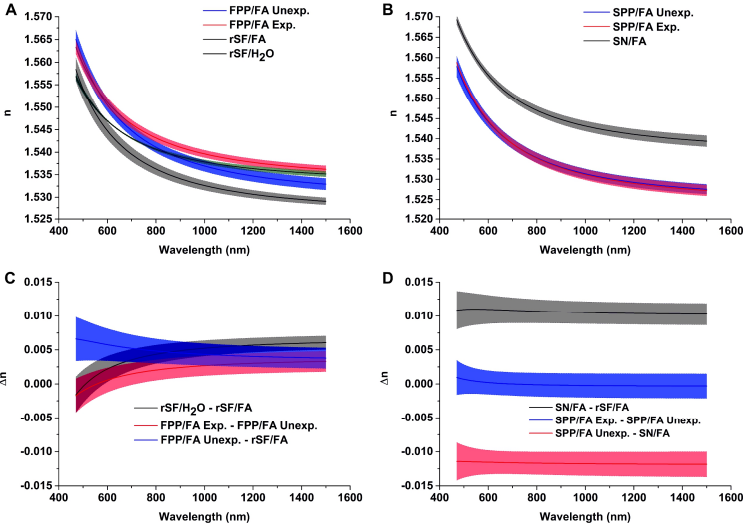 A
FPP/FA Unexp.
FPP/FA Exp.
rSF/FA
rSF/H2O
1.570
1.565
1.560
1.555
1.550
1.545
1.540
1.535
1.530
1.525
n
400 600 800 1000 1200 1400 1600
Wavelength (nm)
B
SPP/FA Unexp.
SPP/FA Exp.
SN/FA
1.570
1.565
1.560
1.555
1.550
1.545
1.540
1.535
1.530
1.525
1.520
n
400 600 800 1000 1200 1400 1600
Wavelength (nm)
C
0.015
0.010
0.005
0.000
-0.005
-0.010
-0.015
Δn
rSF/H2O - rSF/FA
FPP/FA Exp. - FPP/FA Unexp.
FPP/FA Unexp. - rSF/FA
400 600 800 1000 1200 1400 1600
Wavelength (nm)
D
0.015
0.010
0.005
0.000
-0.005
-0.010
-0.015
Δn
SN/FA - rSF/FA
SPP/FA Exp. - SPP/FA Unexp.
SPP/FA Unexp. - SN/FA
400 600 800 1000 1200 1400 1600
Wavelength (nm)